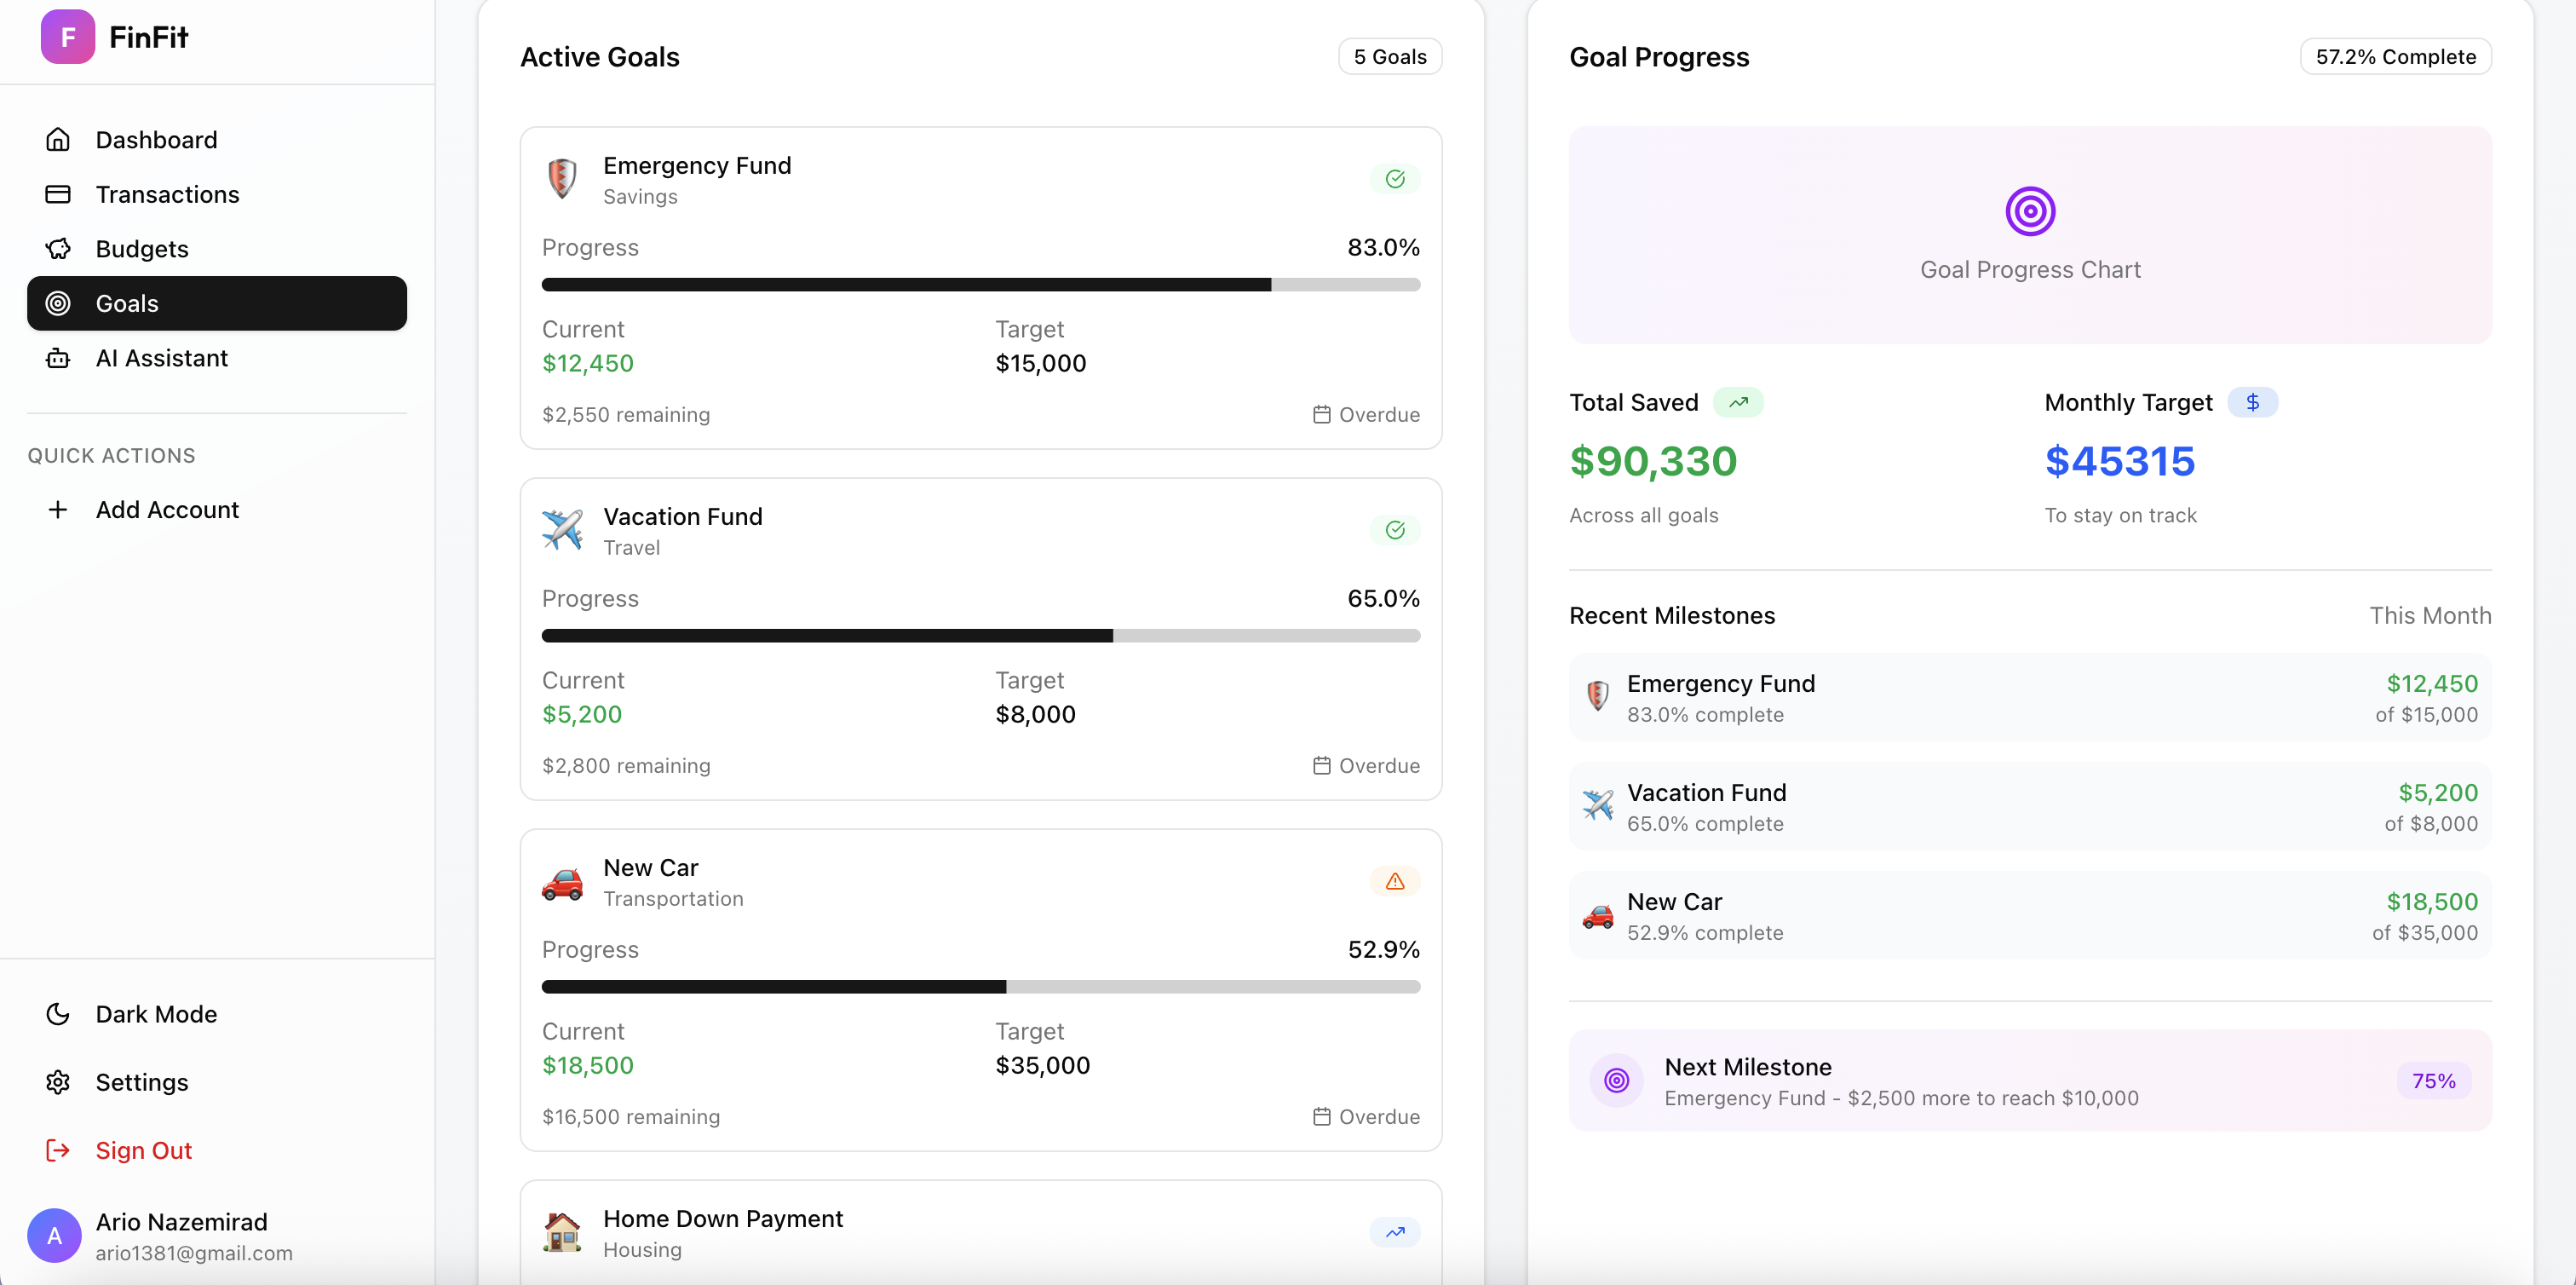 F FinFit
Dashboard
Transactions
Budgets
Goals
AI Assistant
QUICK ACTIONS
Add Account
Dark Mode
Settings
Sign Out
A
Ario Nazemirad
ario1381@gmail.com
Active Goals
5 Goals
Emergency Fund
Savings
Progress 83.0%
Current Target
$12,450 $15,000
$2,550 remaining Overdue
Vacation Fund
Travel
Progress 65.0%
Current Target
$5,200 $8,000
$2,800 remaining Overdue
New Car
Transportation
Progress 52.9%
Current Target
$18,500 $35,000
$16,500 remaining Overdue
Home Down Payment
Housing
Goal Progress
57.2% Complete
Goal Progress Chart
Total Saved Monthly Target $
$90,330 $45315
Across all goals To stay on track
Recent Milestones This Month
Emergency Fund $12,450
83.0% complete of $15,000
Vacation Fund $5,200
65.0% complete of $8,000
New Car $18,500
52.9% complete of $35,000
Next Milestone
Emergency Fund - $2,500 more to reach $10,000
75%